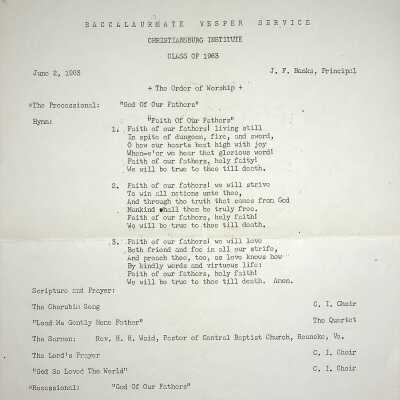 BACCALAUREATE VESPER SERVICE
CHRISTIANSBURG INSTITUTE
CLASS OF 1963
June 2, 1963 J. F. Banks, Principal
+ The Order of Worship +
*The Processional: "God Of Our Fathers"
Hymn: "Faith Of Our Fathers"
1. Faith of our fathers! living still
In spite of dungeon, fire, and sword,
O how our hearts beat high with joy
Whene'er we hear that glorious word!
Faith of our fathers, holy faity!
We will be true to thee till death.
2. Faith of our fathers! we will strive
To win all nations unto thee,
And through the truth that comes from God
Mankind shall then be truly free.
Faith of our fathers, holy faith!
We will be true to thee till death.
3. Faith of our fathers! we will love
Both friend and foe in all our strife,
And preach thee, too, as love knows how
By kindly words and virtuous life:
Faith of our fathers, holy faith!
We will be true to thee till death. Amen.
Scripture and Prayer:
The Cherubim Song C. I. Choir
"Lead Me Gently Home Father" The Quartet
The Sermon: Rev. H. H. Pastor of Central Baptist Church, Roanoke, Va.
The Lord's Prayer C. I. Choir
"God So Loved The World" C. I. Choir
*Recessional: "God Of Our Fathers"